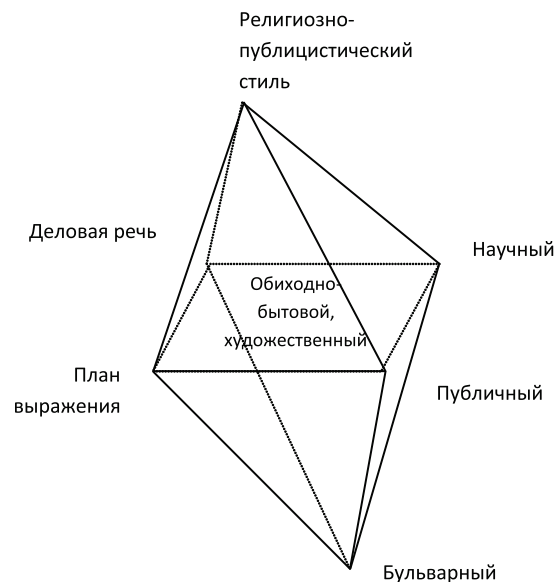 Религиозно-
публицистический
стиль
Деловая речь
Научный
Обиходно-
бытовой,
художественный
План
выражения
Публичный
Бульварный